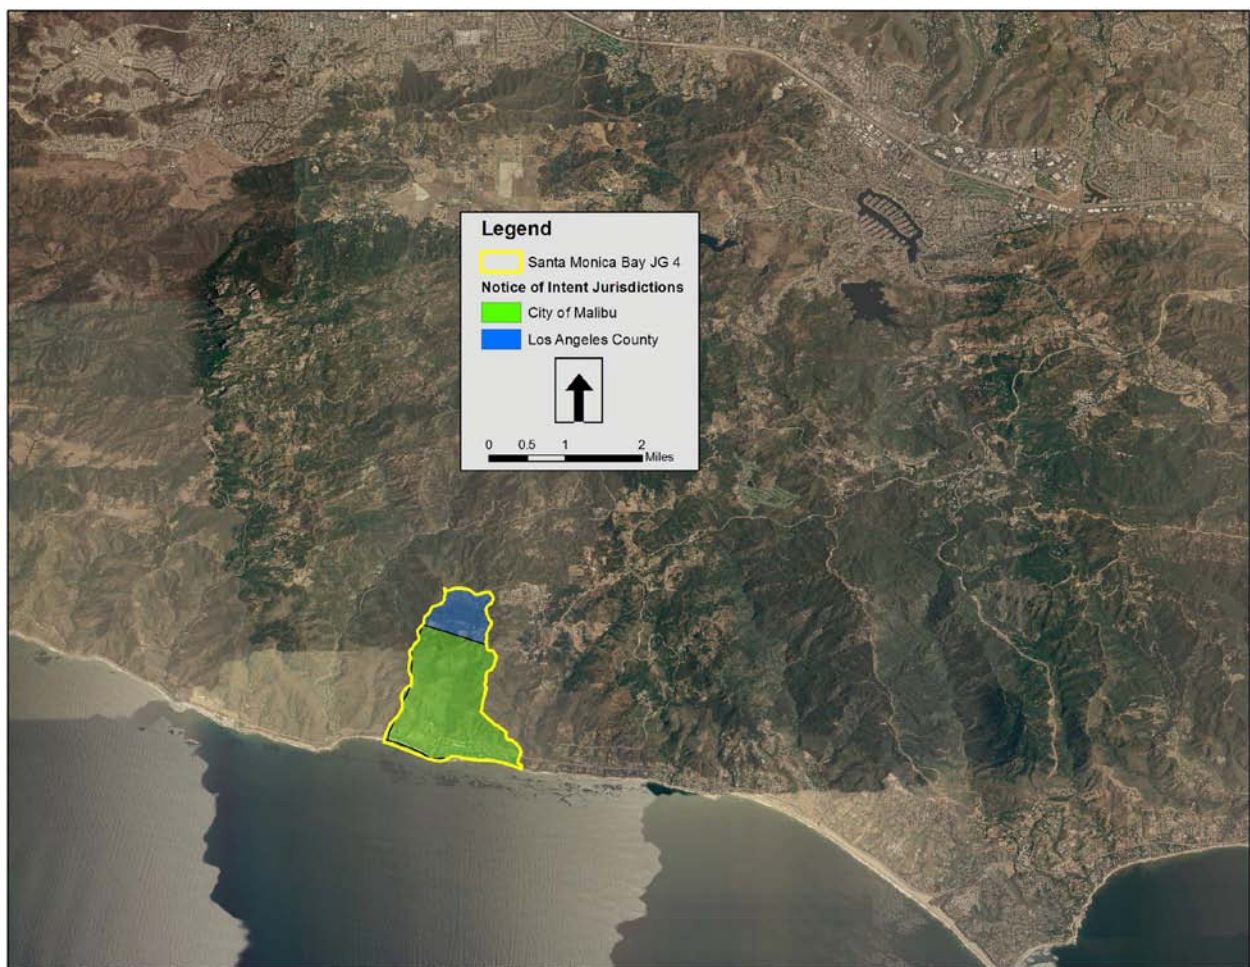 Legend
Santa Monica Bay JG 4
Notice of Intent Jurisdictions
City of Malibu
Los Angeles County
0 0.5 1 2
Miles